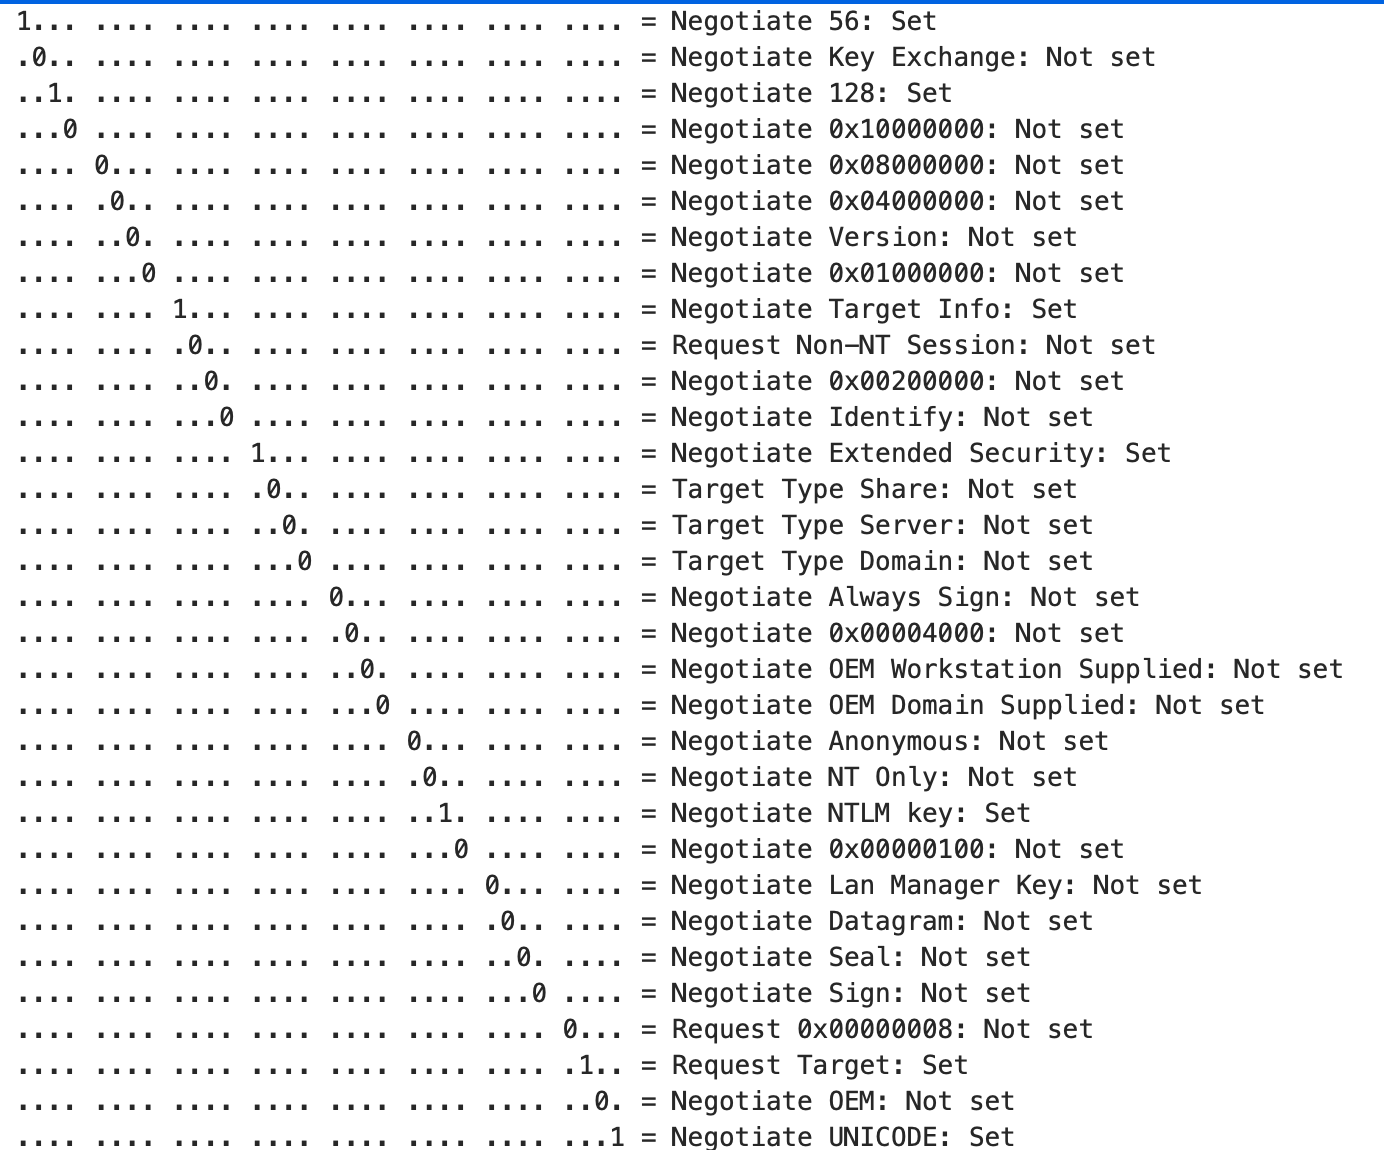 1... .... .... .... .... .... .... .... = Negotiate 56: Set
.0.. .... .... .... .... .... .... .... = Negotiate Key Exchange: Not set
..1. .... .... .... .... .... .... .... = Negotiate 128: Set
...0 .... .... .... .... .... .... .... = Negotiate 0x10000000: Not set
.... 0... .... .... .... .... .... .... = Negotiate 0x08000000: Not set
.... .0.. .... .... .... .... .... .... = Negotiate 0x04000000: Not set
.... ..0. .... .... .... .... .... .... = Negotiate Version: Not set
.... ...0 .... .... .... .... .... .... = Negotiate 0x01000000: Not set
.... .... 1... .... .... .... .... .... = Negotiate Target Info: Set
.... .... .0.. .... .... .... .... .... = Request Non-NT Session: Not set
.... .... ..0. .... .... .... .... .... = Negotiate 0x00200000: Not set
.... .... ...0 .... .... .... .... .... = Negotiate Identify: Not set
.... .... .... 1... .... .... .... .... = Negotiate Extended Security: Set
.... .... .... .0.. .... .... .... .... = Target Type Share: Not set
.... .... .... ..0. .... .... .... .... = Target Type Server: Not set
.... .... .... ...0 .... .... .... .... = Target Type Domain: Not set
.... .... .... .... 0... .... .... .... = Negotiate Always Sign: Not set
.... .... .... .... .0.. .... .... .... = Negotiate 0x00004000: Not set
.... .... .... .... ..0. .... .... .... = Negotiate OEM Workstation Supplied: Not set
.... .... .... .... ...0 .... .... .... = Negotiate OEM Domain Supplied: Not set
.... .... .... .... .... 0... .... .... = Negotiate Anonymous: Not set
.... .... .... .... .... .0.. .... .... = Negotiate NT Only: Not set
.... .... .... .... .... ..1. .... .... = Negotiate NTLM key: Set
.... .... .... .... .... ...0 .... .... = Negotiate 0x00000100: Not set
.... .... .... .... .... .... 0... .... = Negotiate Lan Manager Key: Not set
.... .... .... .... .... .... .0.. .... = Negotiate Datagram: Not set
.... .... .... .... .... .... ..0. .... = Negotiate Seal: Not set
.... .... .... .... .... .... ...0 .... = Negotiate Sign: Not set
.... .... .... .... .... .... .... 0... = Request 0x00000008: Not set
.... .... .... .... .... .... .... .1.. = Request Target: Set
.... .... .... .... .... .... .... ..0. = Negotiate OEM: Not set
.... .... .... .... .... .... .... ...1 = Negotiate UNICODE: Set